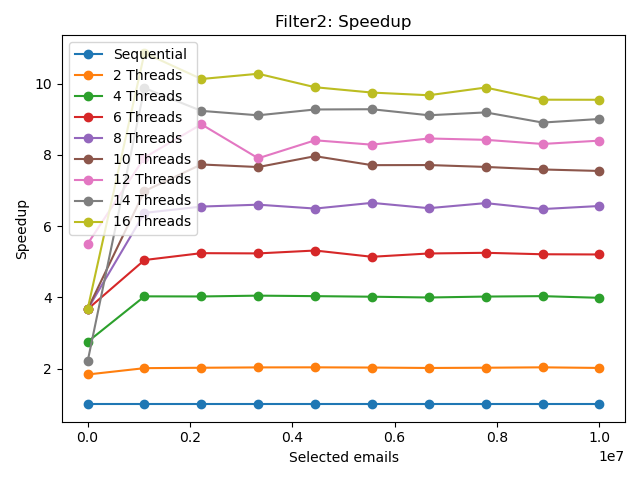 Filter2: Speedup
Sequential
2 Threads
4 Threads
6 Threads
8 Threads
10 Threads
12 Threads
14 Threads
16 Threads
Speedup
10
8
6
4
2
0.0 0.2 0.4 0.6 0.8 1.0
1e7
Selected emails